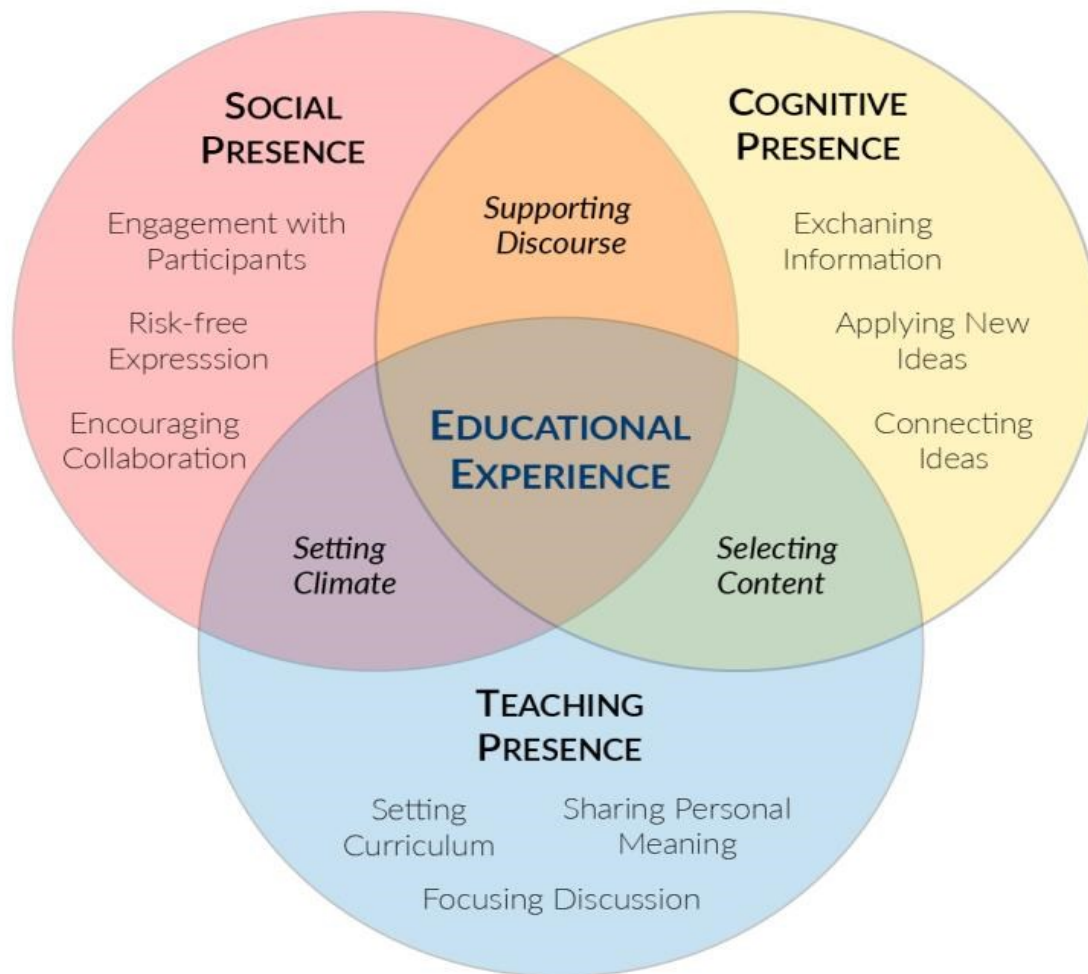 SOCIAL
PRESENCE
Engagement with
Participants
Risk-free
Expresssion
Encouraging
Collaboration
COGNITIVE
PRESENCE
Exchaning
Information
Applying New
Ideas
Connecting
Ideas
Supporting
Discourse
EDUCATIONAL
EXPERIENCE
Setting
Climate
Selecting
Content
TEACHING
PRESENCE
Setting
Curriculum
Sharing Personal
Meaning
Focusing Discussion